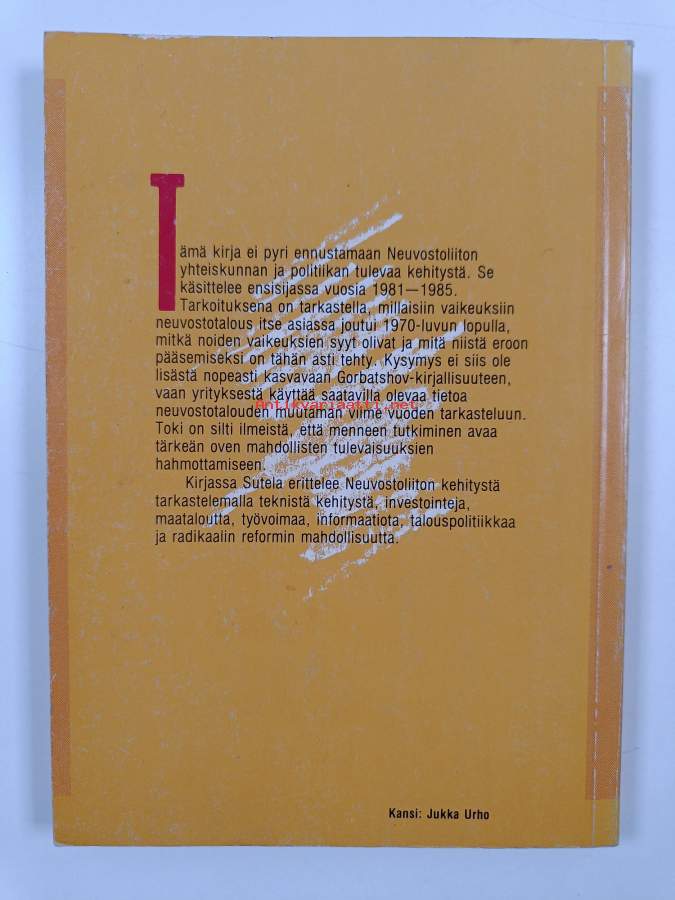 Tämä kirja ei pyri ennustamaan Neuvostoliiton
yhteiskunnan ja politiikan tulevaa kehitystä. Se
käsittelee ensisijassa vuosia 1981—1985.
Tarkoituksena on tarkastella, millaisiin vaikeuksiin
neuvostotalous itse asiassa joutui 1970-luvun lopulla,
mitkä noiden vaikeuksien syyt olivat ja mitä niistä eroon
pääsemiseksi on tähän asti tehty. Kysymys ei siis ole
lisästä nopeasti kasvavaan Gorbatshov-kirjallisuuteen,
vaan yrityksestä käyttää saatavilla olevaa tietoa
Antikvariaatti.net
neuvostotalouden muutaman viime vuoden tarkasteluun.
Toki on silti ilmeistä, että menneen tutkiminen avaa
tärkeän oven mahdollisten tulevaisuuksien
hahmottamiseen.
Kirjassa Sutela erittelee Neuvostoliiton kehitystä
tarkastelemalla teknistä kehitystä, investointeja,
maataloutta, työvoimaa, informaatiota, talouspolitiikkaa
ja radikaalin reformin mahdollisuutta.
Kansi: Jukka Urho